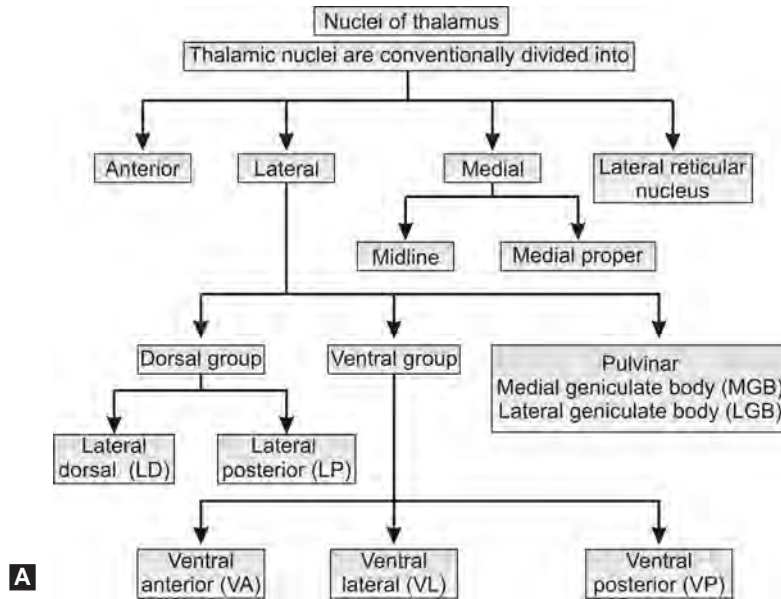 Nuclei of thalamus
Thalamic nuclei are conventionally divided into
Anterior
Lateral
Medial
Lateral reticular
nucleus
Midline
Medial proper
Dorsal group
Ventral group
Pulvinar
Medial geniculate body (MGB)
Lateral geniculate body (LGB)
Lateral
dorsal (LD)
Lateral
posterior (LP)
Ventral
anterior (VA)
Ventral
lateral (VL)
Ventral
posterior (VP)
A